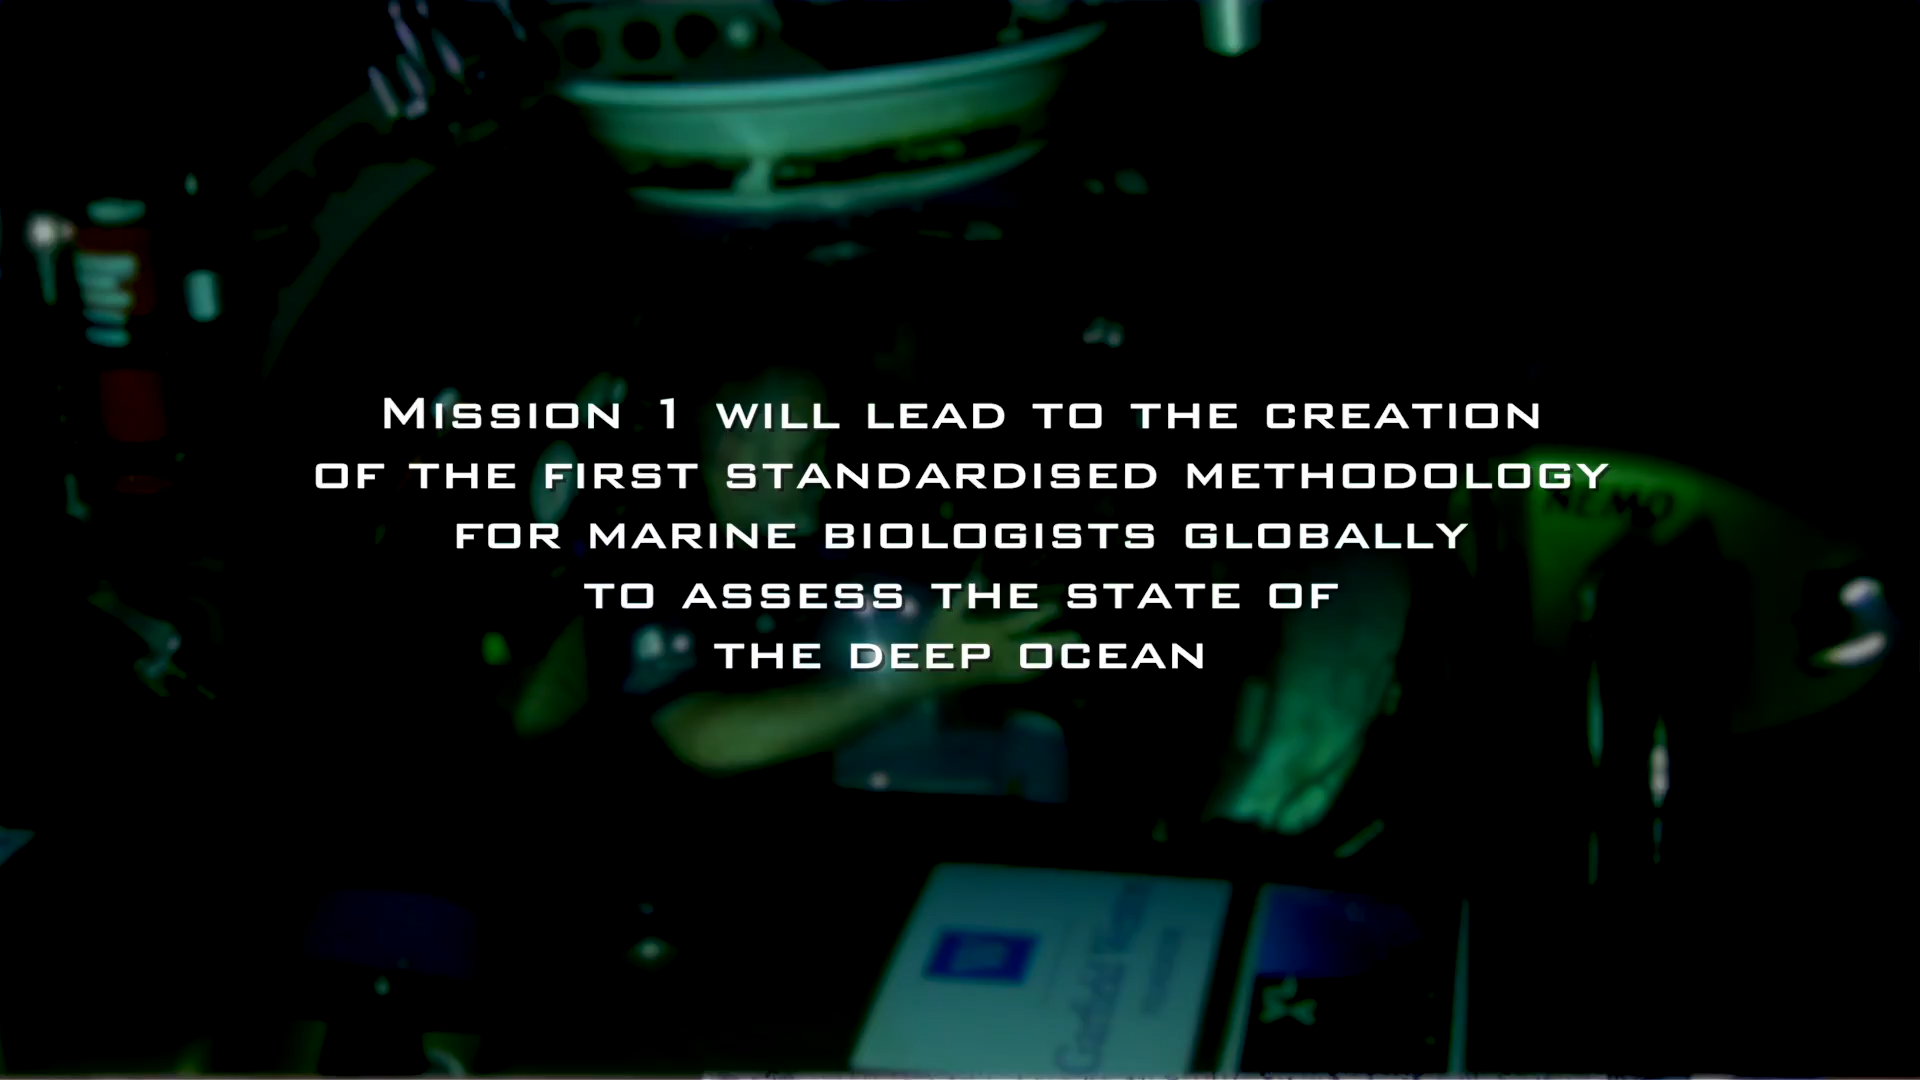 Mission 1 will lead to the creation
of the first standardised methodology
for marine biologists globally
to assess the state of
the deep ocean
NEMO